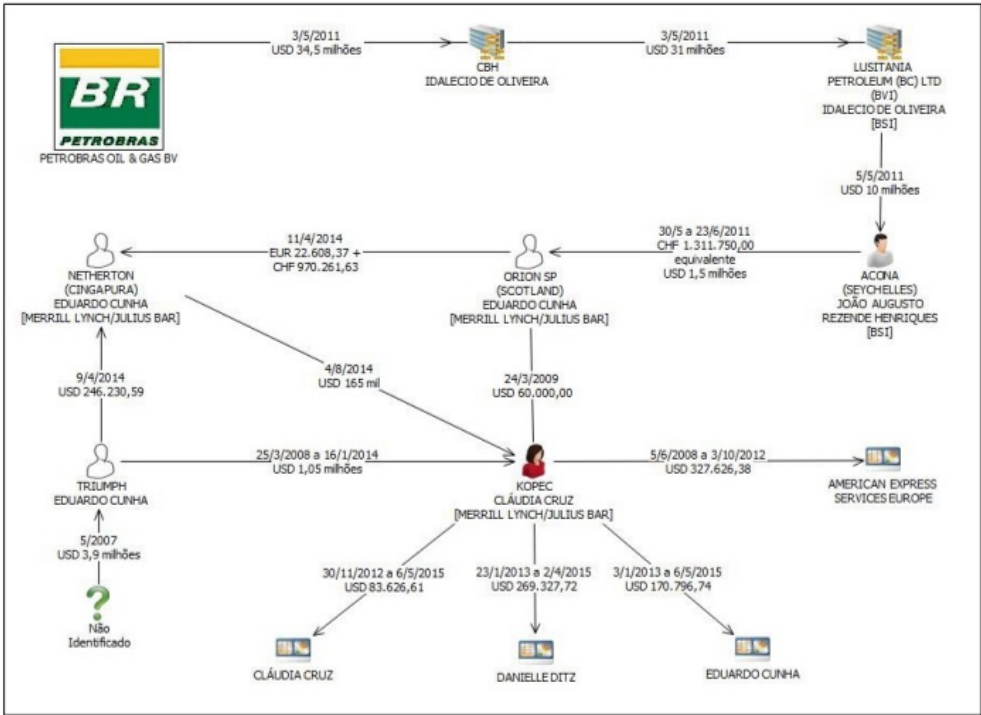 3/5/2011
USD 34,5 milhões
3/5/2011
USD 31 milhões
BR
PETROBRAS
PETROBRAS OIL & GAS BV
CBH
IDALECIO DE OLIVEIRA
LUSITANIA
PETROLEUM (BC) LTD
(BVI)
IDALECIO DE OLIVEIRA
[BSI]
5/5/2011
USD 10 milhões
11/4/2014
EUR 22.608,37 +
CHF 970.261,63
30/5 a 23/6/2011
CHF 1.311.750,00
equivalente
USD 1,5 milhões
NETHERTON
(CINGAPURA)
EDUARDO CUNHA
[MERRILL LYNCH/JULIUS BAR]
ORION SP
(SCOTLAND)
EDUARDO CUNHA
[MERRILL LYNCH/JULIUS BAR]
ACONA
(SEYCHELLES)
JOÃO AUGUSTO
REZENDE HENRIQUES
[BSI]
9/4/2014
USD 246.230,59
4/8/2014
USD 165 mil
24/3/2009
USD 60.000,00
25/3/2008 a 16/1/2014
USD 1,05 milhões
5/6/2008 a 3/10/2012
USD 327.626,38
TRIUMPH
EDUARDO CUNHA
KOPEC
CLÁUDIA CRUZ
[MERRILL LYNCH/JULIUS BAR]
AMERICAN EXPRESS
SERVICES EUROPE
5/2007
USD 3,9 milhões
?
Não
Identificado
30/11/2012 a 6/5/2015
USD 83.626,61
23/1/2013 a 2/4/2015
USD 269.327,72
3/1/2013 a 6/5/2015
USD 170.796,74
CLÁUDIA CRUZ
DANIELLE DITZ
EDUARDO CUNHA